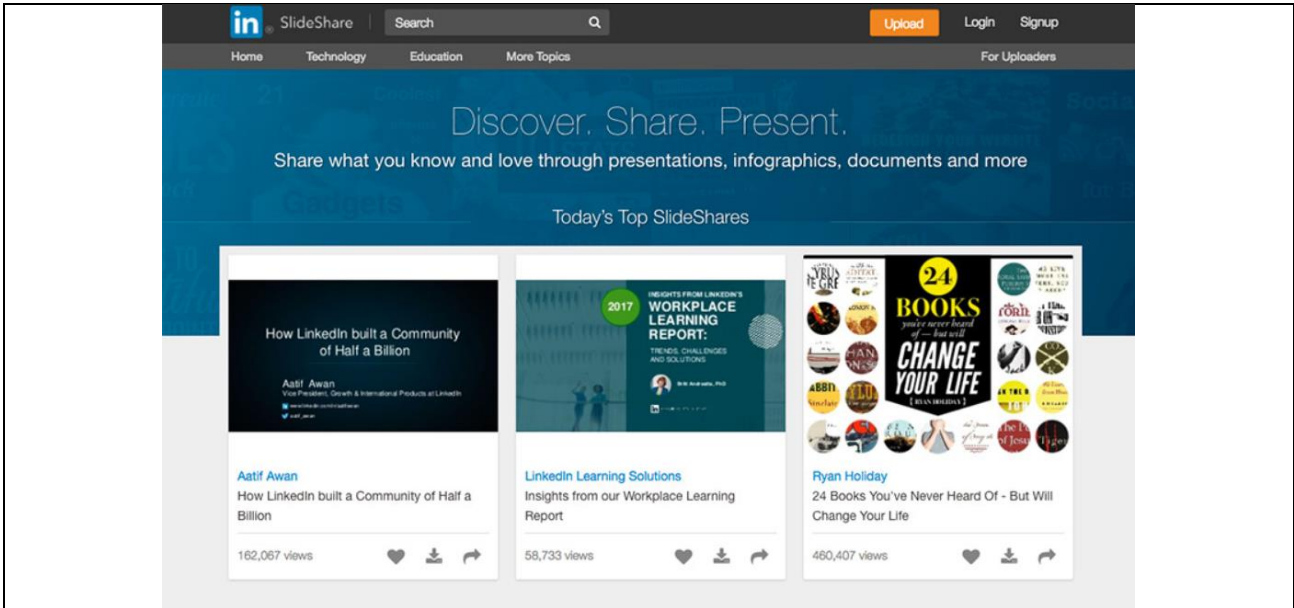 in ® SlideShare Search Upload Login Signup
Home Technology Education More Topics For Uploaders
Discover. Share. Present.
Share what you know and love through presentations, infographics, documents and more
Gadgets
Today's Top SlideShares
How LinkedIn built a Community
of Half a Billion
Aatif Awan
Vice President, Growth & International Products at LinkedIn
2017
INSIGHTS FROM LINKEDIN'S
WORKPLACE
LEARNING
REPORT:
TRENDS, CHALLENGES
AND SOLUTIONS
Britt Andreatta, PhD
in
24
BOOKS
you've never heard
of — but will
CHANGE
YOUR LIFE
[ RYAN HOLIDAY ]
Aatif Awan
How LinkedIn built a Community of Half a
Billion
162,067 views
LinkedIn Learning Solutions
Insights from our Workplace Learning
Report
58,733 views
Ryan Holiday
24 Books You've Never Heard Of - But Will
Change Your Life
460,407 views